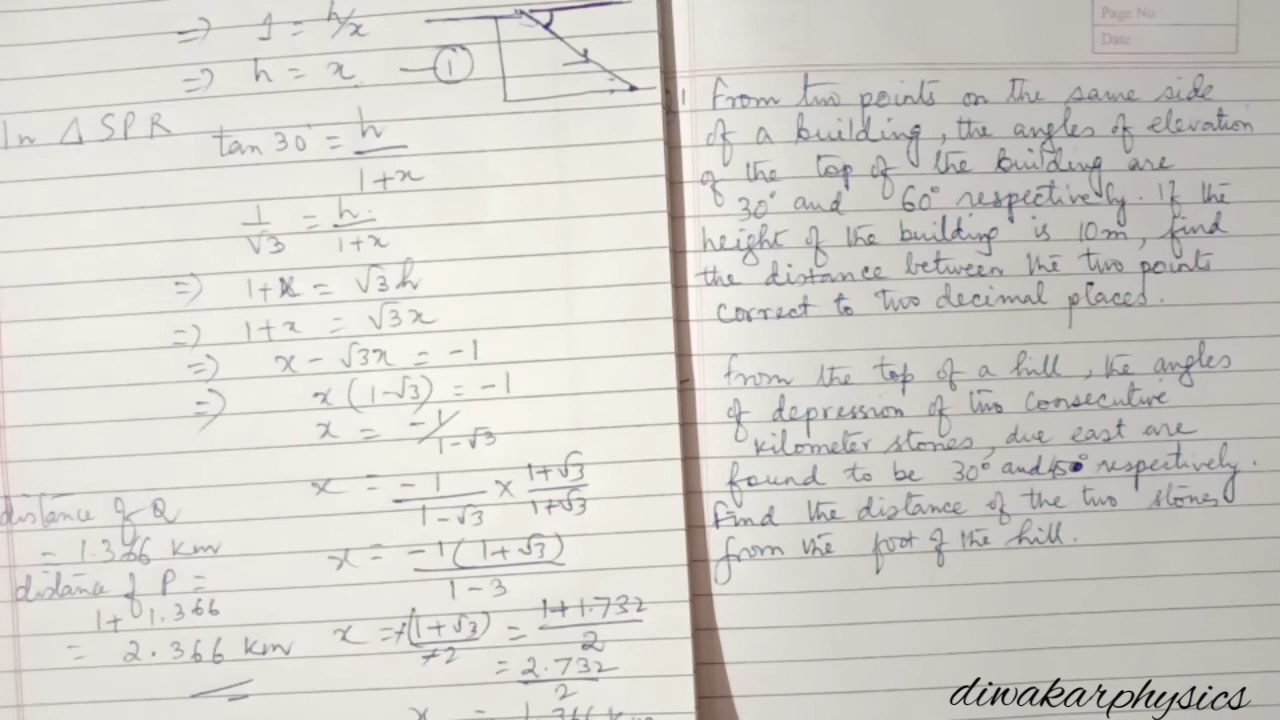 => 1 = h/x
=> h = x — ①
In △ SPR tan 30° = h / 1+x
1/√3 = h / 1+x
=> 1+x = √3h
=> 1+x = √3x
=> x - √3x = -1
=> x (1-√3) = -1
x = -1 / 1-√3
x = -1 / 1-√3 × 1+√3 / 1+√3
x = -1(1+√3) / 1-3
x = -(1+√3) / -2 = 1+1.732 / 2
= 2.732 / 2
x = 1.366 km
distance of Q
= 1.366 km
distance of P =
1+ 1.366
= 2.366 km
Page No
Date
1 From two points on the same side
of a building, the angles of elevation
of the top of the building are
30° and 60° respectively. If the
height of the building is 10m, find
the distance between the two points
correct to two decimal places.
from the top of a hill, the angles
of depression of two consecutive
kilometer stones, due east are
found to be 30° and 45° respectively.
Find the distance of the two stones
from the foot of the hill.
diwakarphysics